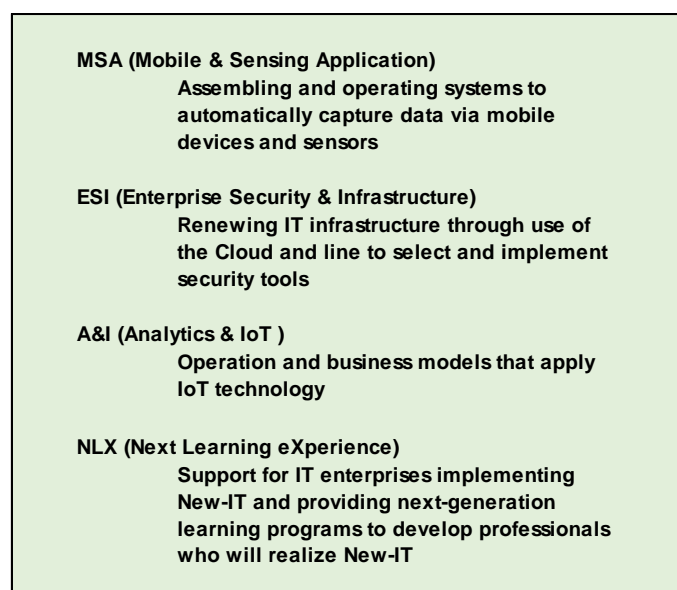 MSA (Mobile & Sensing Application)
Assembling and operating systems to
automatically capture data via mobile
devices and sensors
ESI (Enterprise Security & Infrastructure)
Renewing IT infrastructure through use of
the Cloud and line to select and implement
security tools
A&I (Analytics & IoT )
Operation and business models that apply
IoT technology
NLX (Next Learning eXperience)
Support for IT enterprises implementing
New-IT and providing next-generation
learning programs to develop professionals
who will realize New-IT